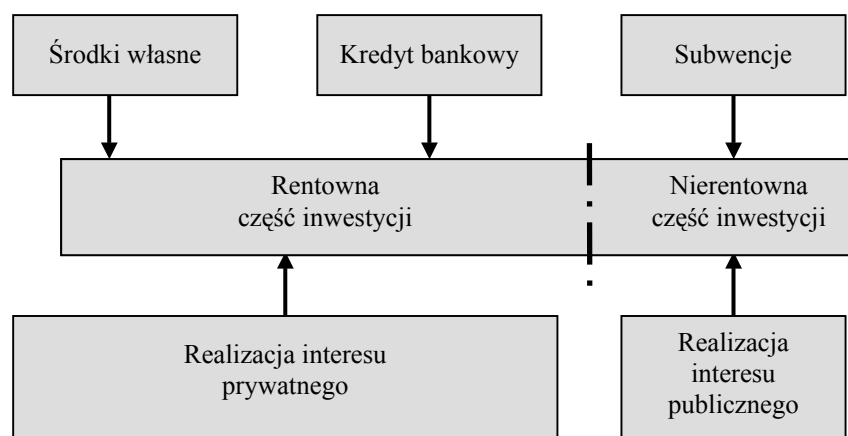 Środki własne
Kredyt bankowy
Subwencje
Rentowna
część inwestycji
Nierentowna
część inwestycji
Realizacja interesu
prywatnego
Realizacja
interesu
publicznego